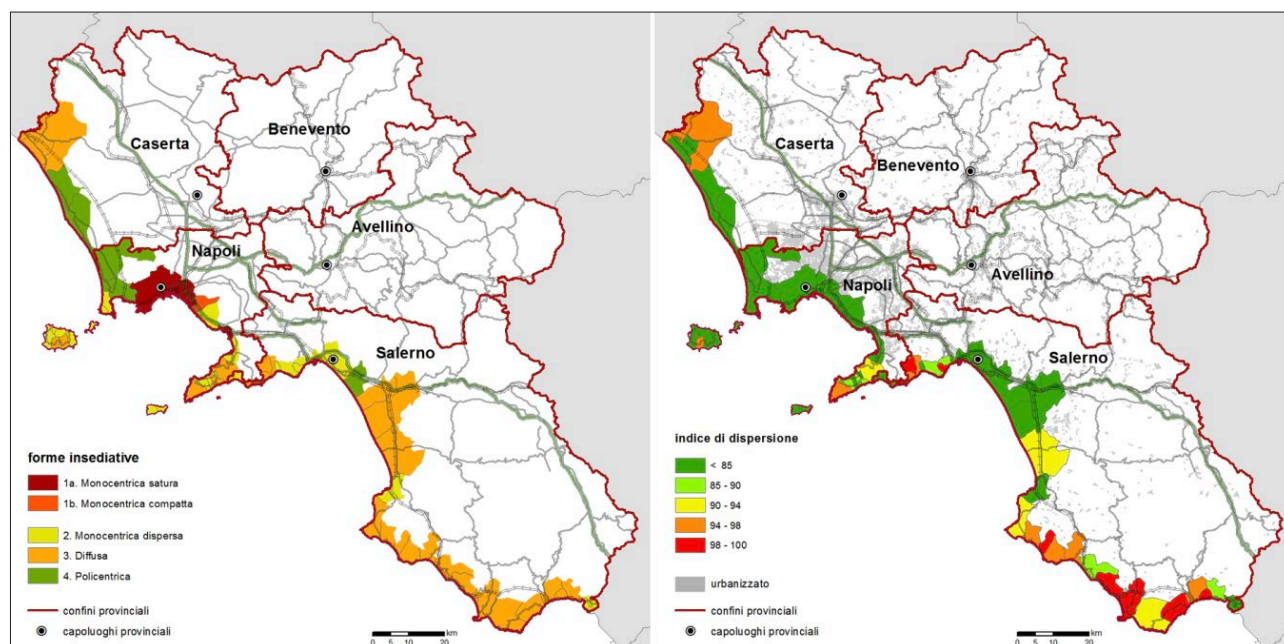 Caserta
Benevento
Avellino
Napoli
Salerno
forme insediative
1a. Monocentrica satura
1b. Monocentrica compatta
2. Monocentrica dispersa
3. Diffusa
4. Policentrica
confini provinciali
capoluoghi provinciali
km
0 5 10 20
Caserta
Benevento
Avellino
Napoli
Salerno
indice di dispersione
< 85
85 - 90
90 - 94
94 - 98
98 - 100
urbanizzato
confini provinciali
capoluoghi provinciali
km
0 5 10 20